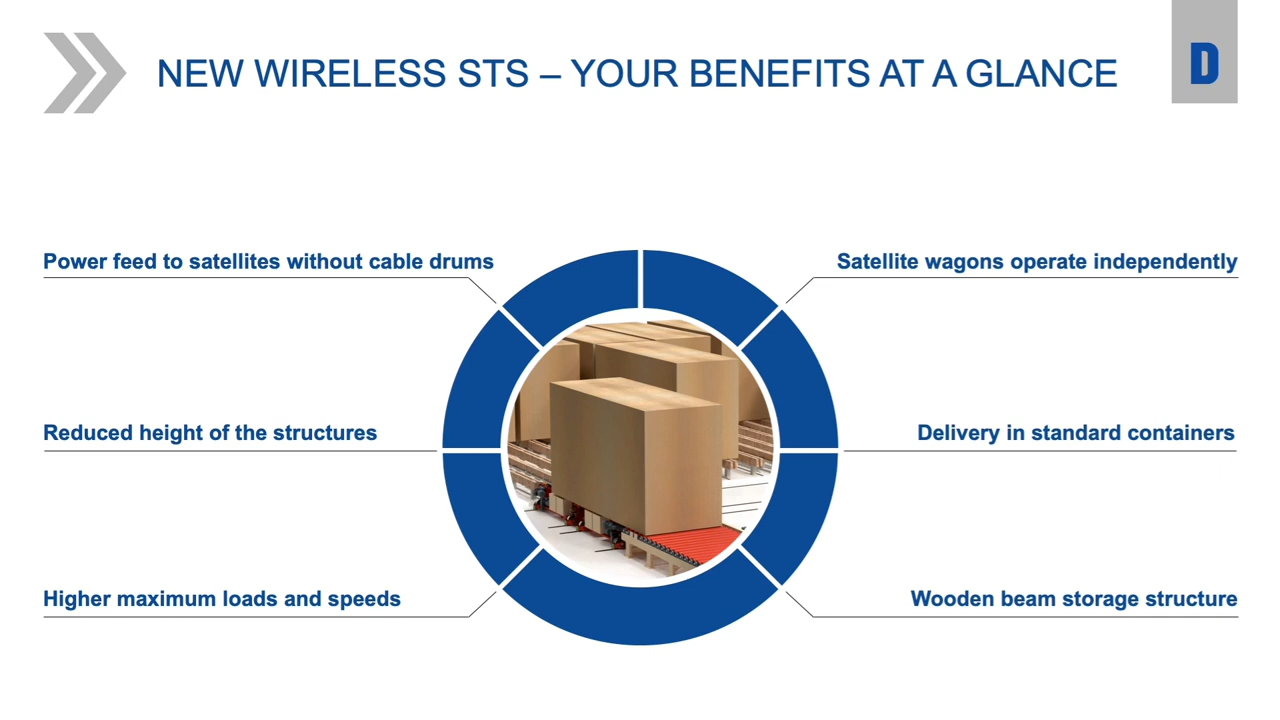 NEW WIRELESS STS – YOUR BENEFITS AT A GLANCE
D
Power feed to satellites without cable drums
Satellite wagons operate independently
Reduced height of the structures
Delivery in standard containers
Higher maximum loads and speeds
Wooden beam storage structure